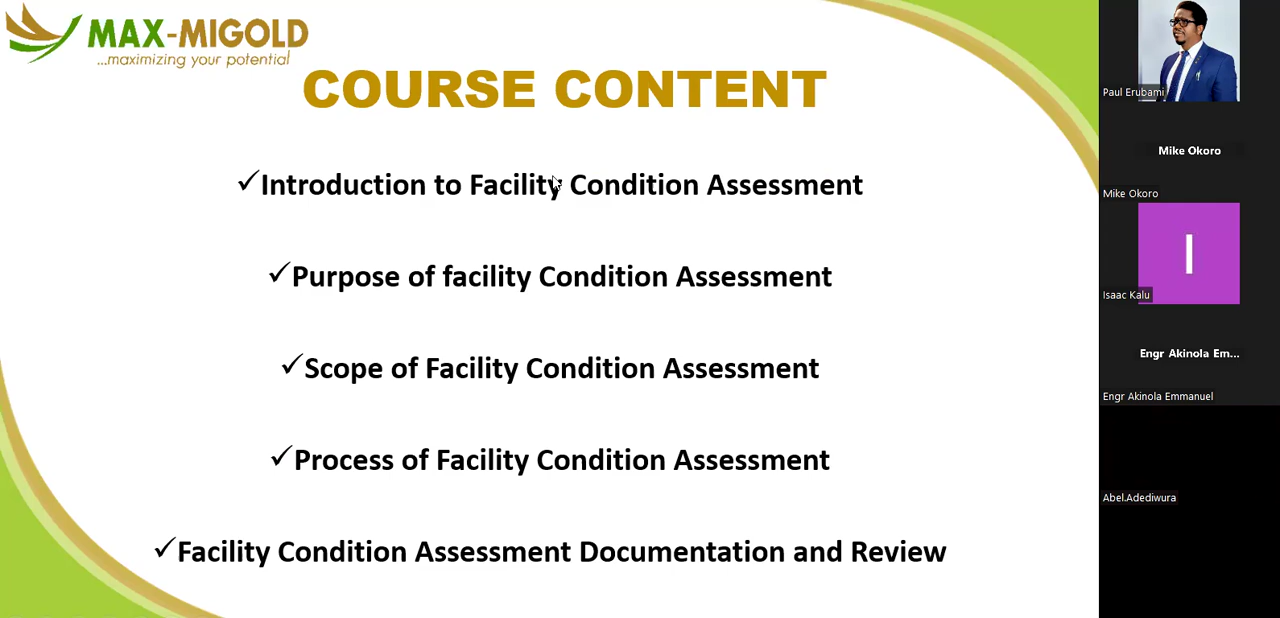 MAX-MIGOLD
...maximizing your potential
COURSE CONTENT
✓Introduction to Facility Condition Assessment
✓Purpose of facility Condition Assessment
✓Scope of Facility Condition Assessment
✓Process of Facility Condition Assessment
✓Facility Condition Assessment Documentation and Review
Paul Erubami
Mike Okoro
Mike Okoro
I
Isaac Kalu
Engr Akinola Em...
Engr Akinola Emmanuel
Abel.Adediwura